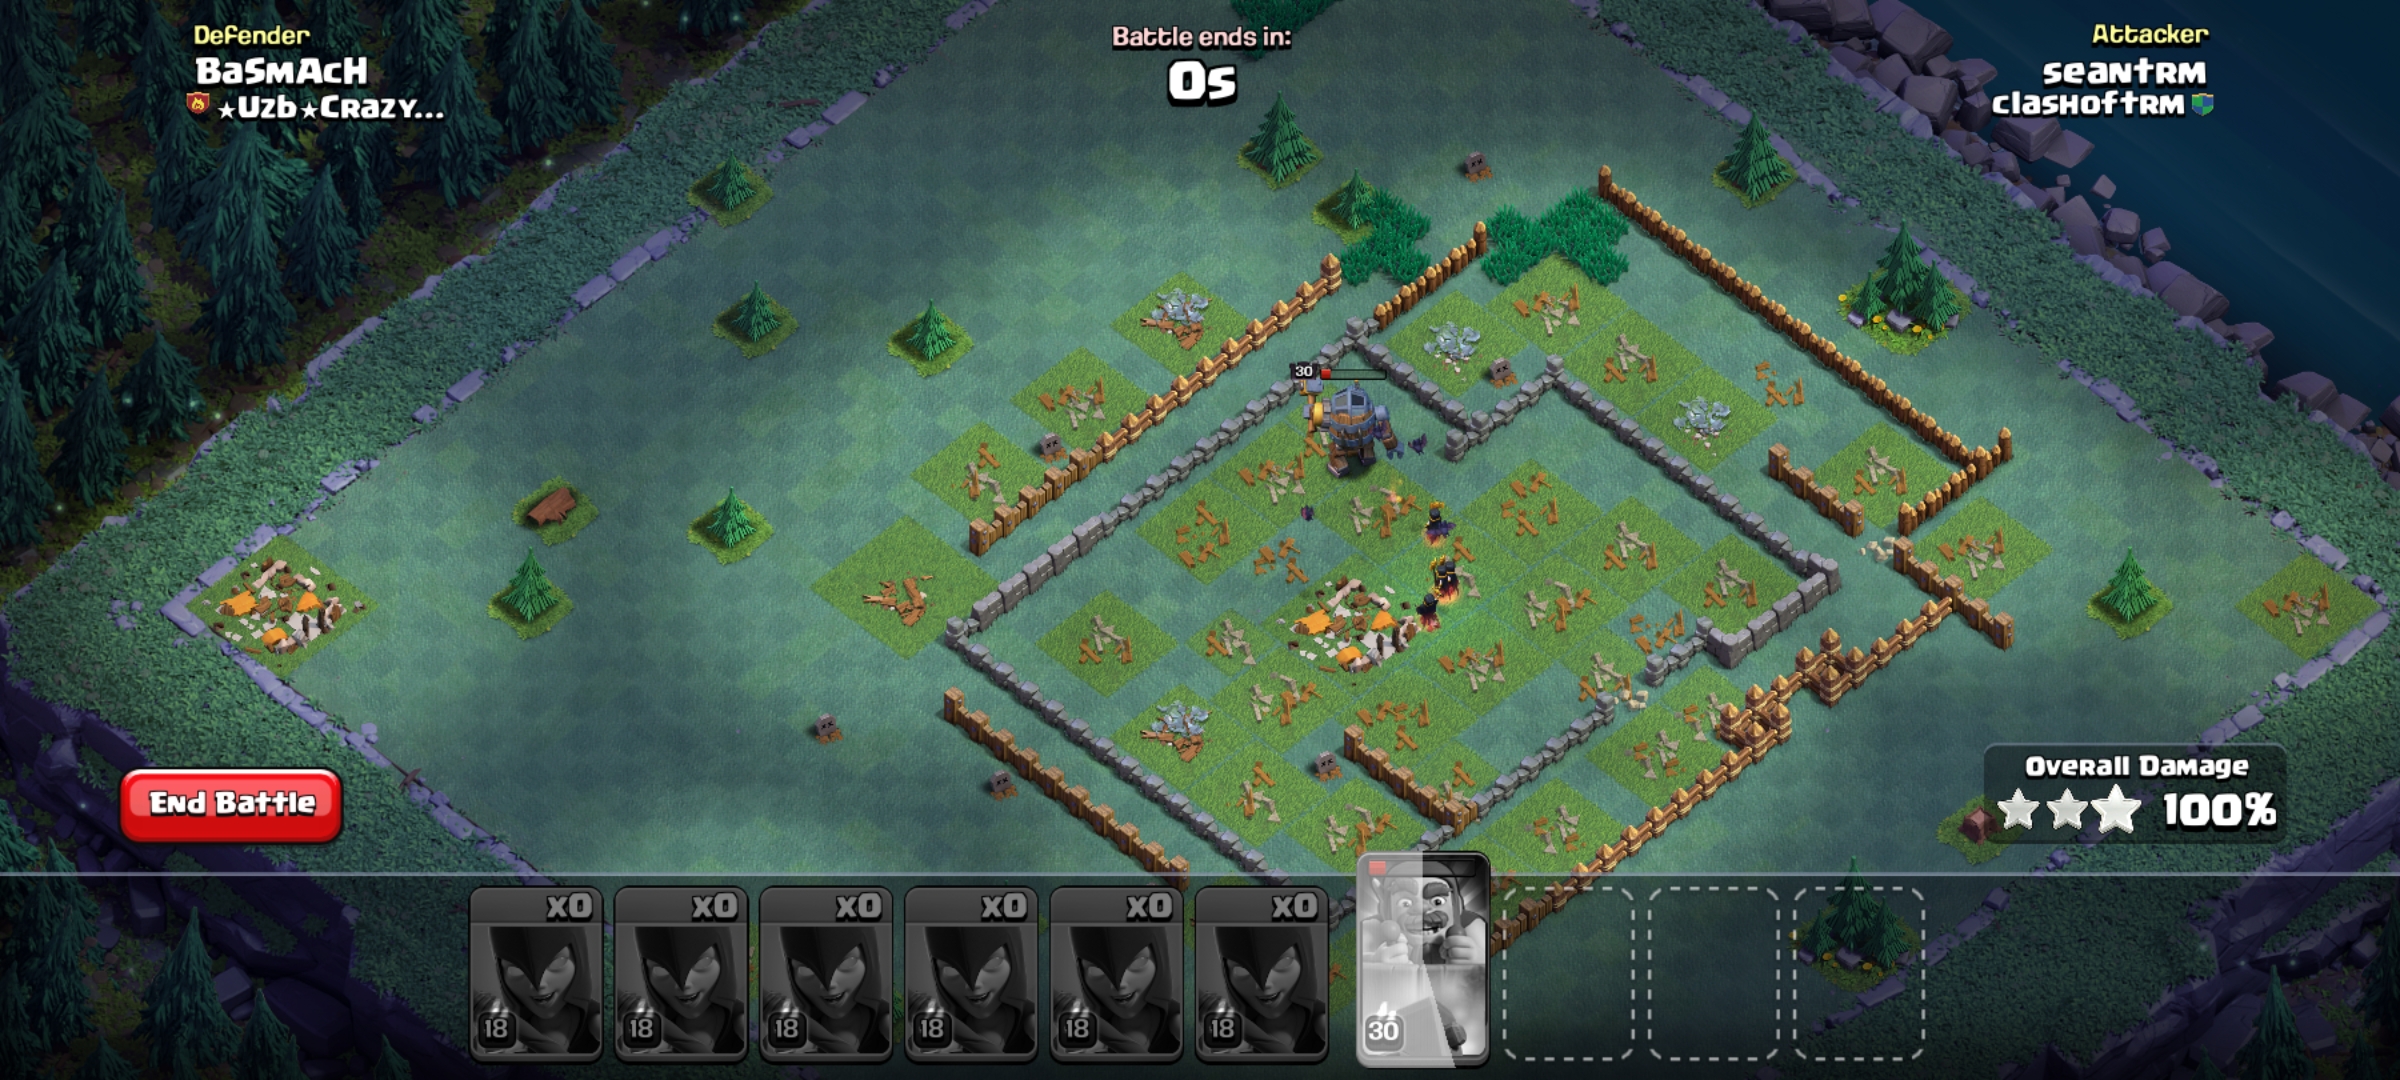 Defender
BaSmAcH
★Uzb★Crazy...
Battle ends in:
0s
Attacker
seantRM
clashoftRM
30
End Battle
Overall Damage
100%
x0
x0
x0
x0
x0
x0
18
18
18
18
18
18
30